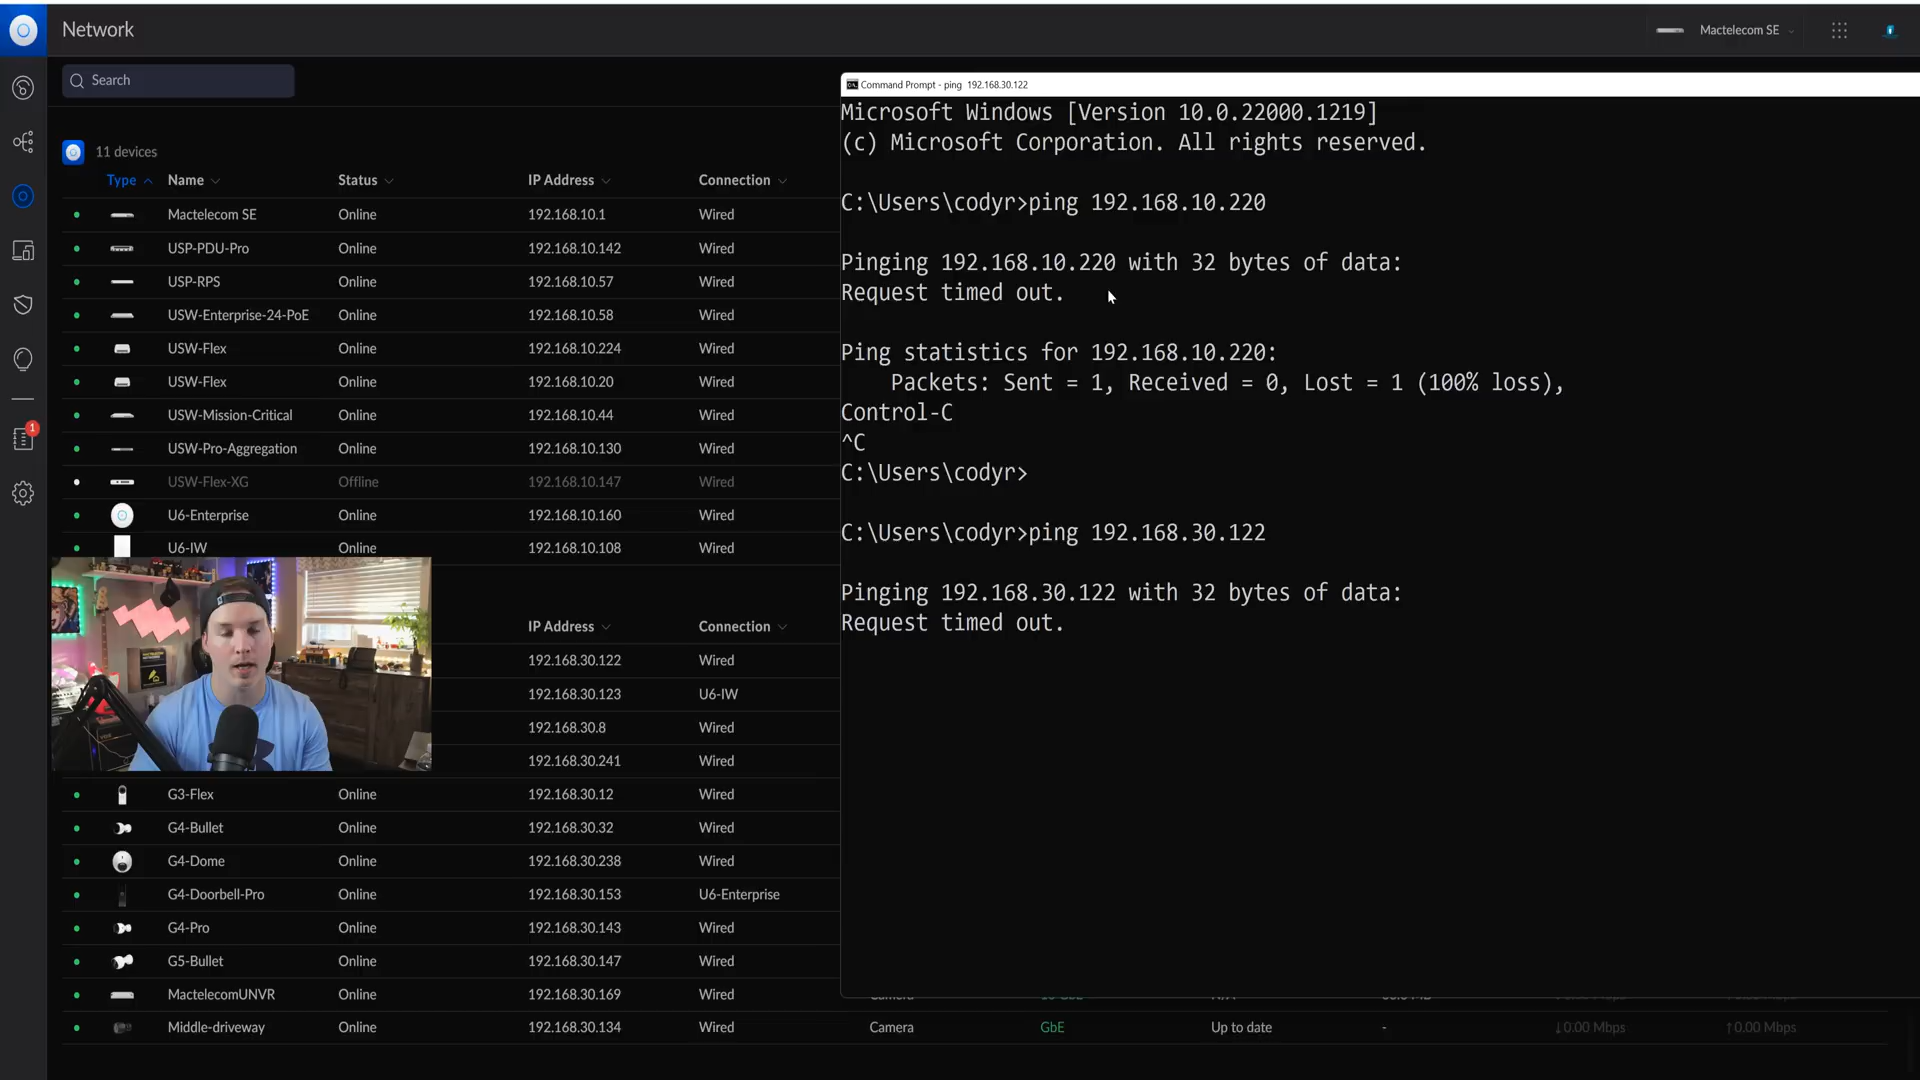 Network
Mactelecom SE
Search
Command Prompt - ping 192.168.30.122
Microsoft Windows [Version 10.0.22000.1219]
(c) Microsoft Corporation. All rights reserved.
C:\Users\codyr>ping 192.168.10.220
Pinging 192.168.10.220 with 32 bytes of data:
Request timed out.
Ping statistics for 192.168.10.220:
Packets: Sent = 1, Received = 0, Lost = 1 (100% loss),
Control-C
^C
C:\Users\codyr>
C:\Users\codyr>ping 192.168.30.122
Pinging 192.168.30.122 with 32 bytes of data:
Request timed out.
11 devices
Type Name Status IP Address Connection
Mactelecom SE Online 192.168.10.1 Wired
USP-PDU-Pro Online 192.168.10.142 Wired
USP-RPS Online 192.168.10.57 Wired
USW-Enterprise-24-PoE Online 192.168.10.58 Wired
USW-Flex Online 192.168.10.224 Wired
USW-Flex Online 192.168.10.20 Wired
USW-Mission-Critical Online 192.168.10.44 Wired
1
USW-Pro-Aggregation Online 192.168.10.130 Wired
USW-Flex-XG Offline 192.168.10.147 Wired
U6-Enterprise Online 192.168.10.160 Wired
U6-IW Online 192.168.10.108 Wired
IP Address Connection
192.168.30.122 Wired
192.168.30.123 U6-IW
192.168.30.8 Wired
192.168.30.241 Wired
G3-Flex Online 192.168.30.12 Wired
G4-Bullet Online 192.168.30.32 Wired
G4-Dome Online 192.168.30.238 Wired
G4-Doorbell-Pro Online 192.168.30.153 U6-Enterprise
G4-Pro Online 192.168.30.143 Wired
G5-Bullet Online 192.168.30.147 Wired
MactelecomUNVR Online 192.168.30.169 Wired
Middle-driveway Online 192.168.30.134 Wired Camera GbE Up to date - ↓0.00 Mbps ↑0.00 Mbps